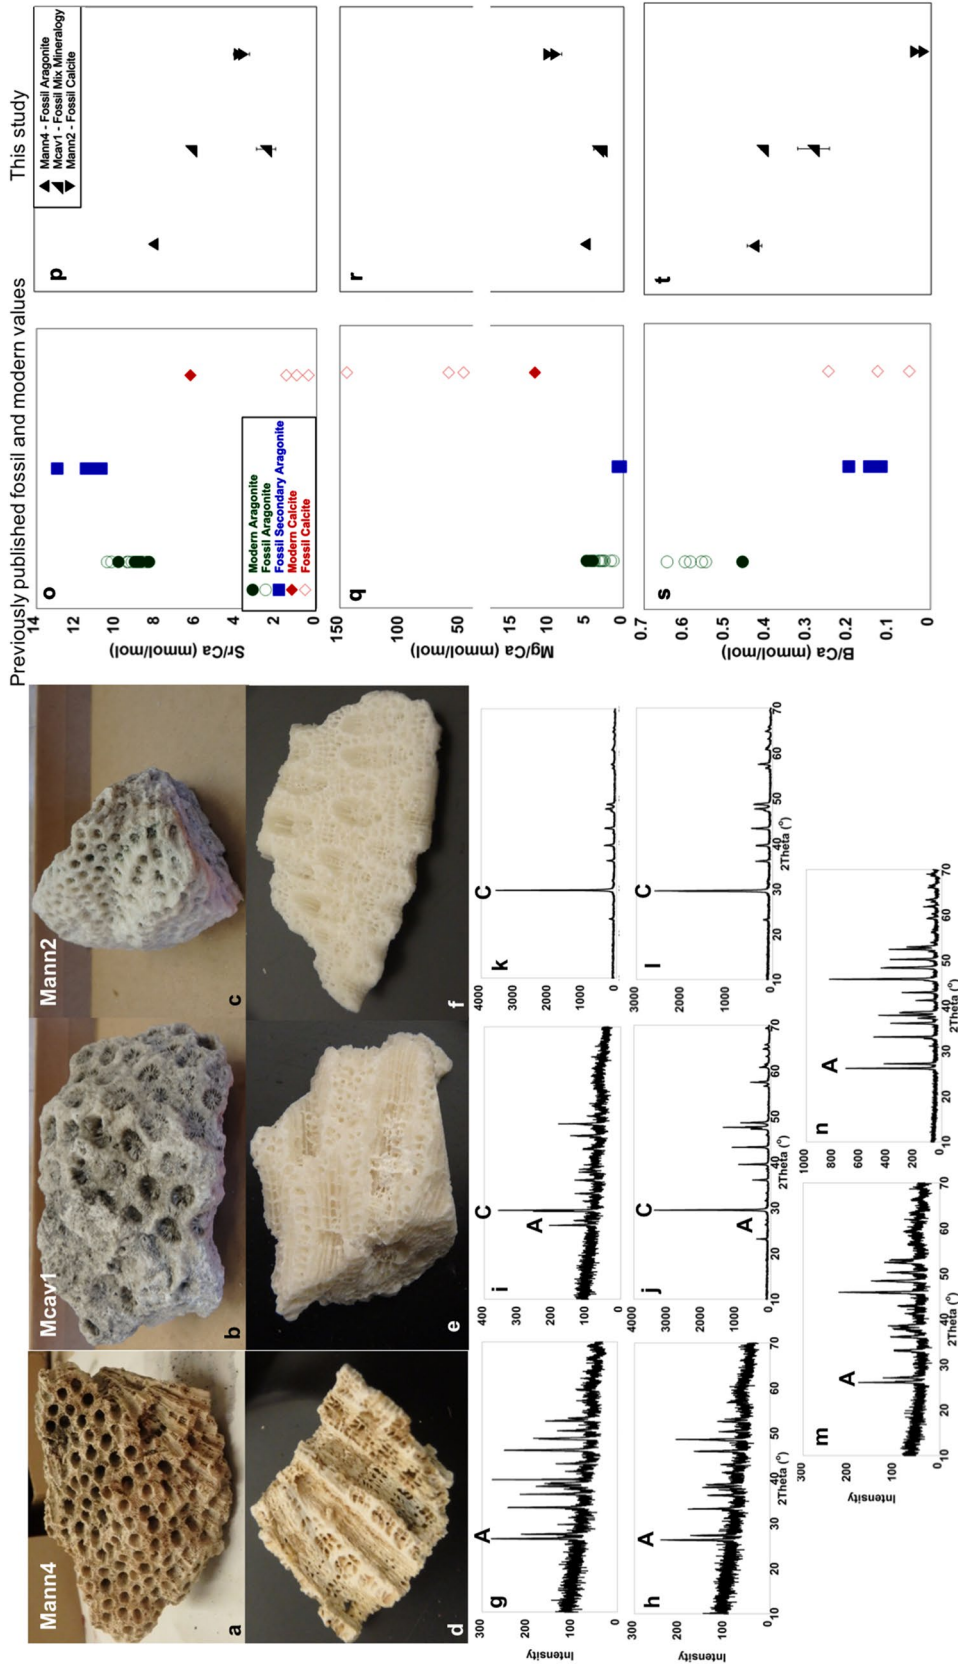 Mann4
Mcav1
Mann2
a
b
c
d
e
f
g
A
300
200
100
0
Intensity
h
A
300
200
100
0
Intensity
10
20
30
40
50
60
70
2Theta (°)
i
A
C
400
300
200
100
0
j
A
C
4000
3000
2000
1000
0
10
20
30
40
50
60
70
2Theta (°)
k
C
4000
3000
2000
1000
0
l
C
3000
2000
1000
0
10
20
30
40
50
60
70
2Theta (°)
m
A
300
200
100
0
Intensity
10
20
30
40
50
60
70
2Theta (°)
n
A
1000
800
600
400
200
0
10
20
30
40
50
60
70
2Theta (°)
Previously published fossil and modern values
This study
o
14
12
10
8
6
4
2
0
Sr/Ca (mmol/mol)
Modern Aragonite
Fossil Aragonite
Fossil Secondary Aragonite
Modern Calcite
Fossil Calcite
p
Mann4 - Fossil Aragonite
Mcav1 - Fossil Mix Mineralogy
Mann2 - Fossil Calcite
q
150
100
50
15
10
5
0
Mg/Ca (mmol/mol)
r
s
0.7
0.6
0.5
0.4
0.3
0.2
0.1
0
B/Ca (mmol/mol)
t